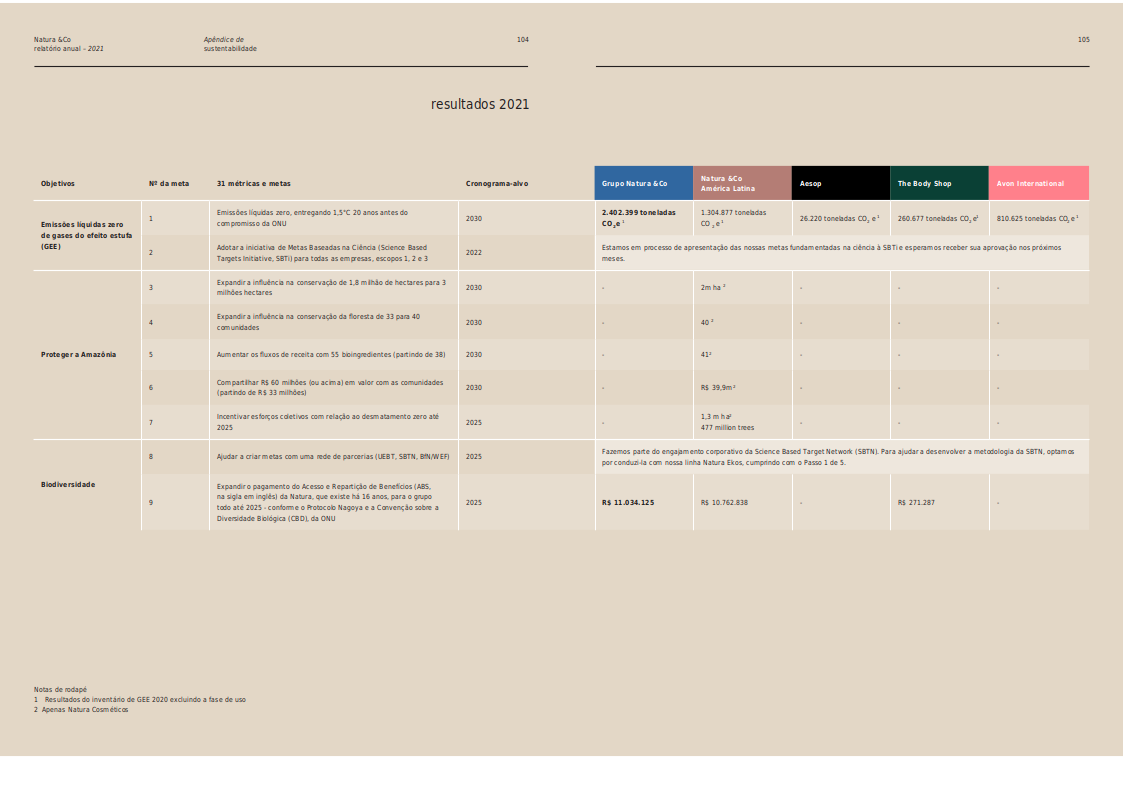 Natura &Co
relatório anual – 2021
Apêndice de
sustentabilidade
104
105
resultados 2021
Objetivos
Nº da meta
31 métricas e metas
Cronograma-alvo
Grupo Natura &Co
Natura &Co
América Latina
Aesop
The Body Shop
Avon International
Emissões líquidas zero
de gases do efeito estufa
(GEE)
1
Emissões líquidas zero, entregando 1,5°C 20 anos antes do
compromisso da ONU
2030
2.402.399 toneladas
CO₂e ¹
1.304.877 toneladas
CO₂e ¹
26.220 toneladas CO₂ e ¹
260.677 toneladas CO₂ e²
810.625 toneladas CO₂ e ¹
2
Adotar a iniciativa de Metas Baseadas na Ciência (Science Based
Targets Initiative, SBTi) para todas as empresas, escopos 1, 2 e 3
2022
Estamos em processo de apresentação das nossas metas fundamentadas na ciência à SBTi e esperamos receber sua aprovação nos próximos
meses.
Proteger a Amazônia
3
Expandir a influência na conservação de 1,8 milhão de hectares para 3
milhões hectares
2030
-
2m ha ²
-
-
-
4
Expandir a influência na conservação da floresta de 33 para 40
comunidades
2030
-
40 ²
-
-
-
5
Aumentar os fluxos de receita com 55 bioingredientes (partindo de 38)
2030
-
41²
-
-
-
6
Compartilhar R$ 60 milhões (ou acima) em valor com as comunidades
(partindo de R$ 33 milhões)
2030
-
R$ 39,9m²
-
-
-
7
Incentivar esforços coletivos com relação ao desmatamento zero até
2025
2025
-
1,3 m ha²
477 million trees
-
-
-
Biodiversidade
8
Ajudar a criar metas com uma rede de parcerias (UEBT, SBTN, BfN/WEF)
2025
Fazemos parte do engajamento corporativo da Science Based Target Network (SBTN). Para ajudar a desenvolver a metodologia da SBTN, optamos
por conduzi-la com nossa linha Natura Ekos, cumprindo com o Passo 1 de 5.
9
Expandir o pagamento do Acesso e Repartição de Benefícios (ABS,
na sigla em inglês) da Natura, que existe há 16 anos, para o grupo
todo até 2025 - conforme o Protocolo Nagoya e a Convenção sobre a
Diversidade Biológica (CBD), da ONU
2025
R$ 11.034.125
R$ 10.762.838
-
R$ 271.287
-
Notas de rodapé
1 Resultados do inventário de GEE 2020 excluindo a fase de uso
2 Apenas Natura Cosméticos